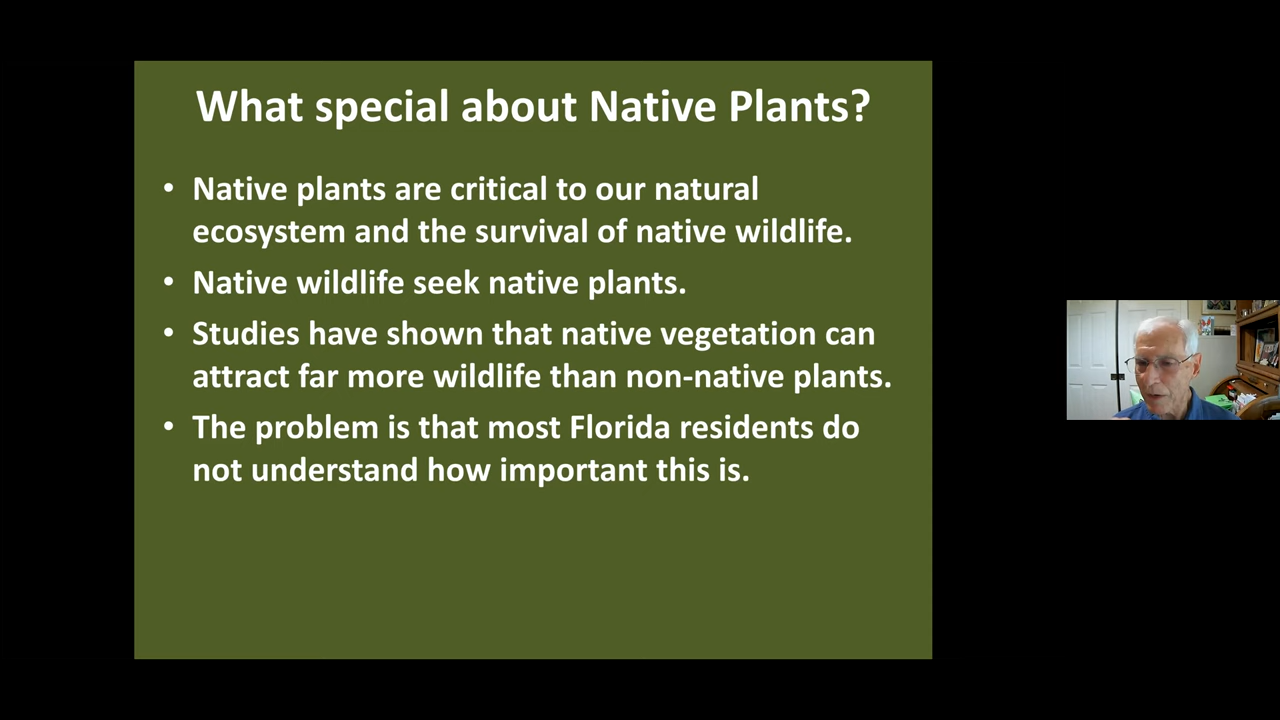 What special about Native Plants?
• Native plants are critical to our natural
ecosystem and the survival of native wildlife.
• Native wildlife seek native plants.
• Studies have shown that native vegetation can
attract far more wildlife than non-native plants.
• The problem is that most Florida residents do
not understand how important this is.